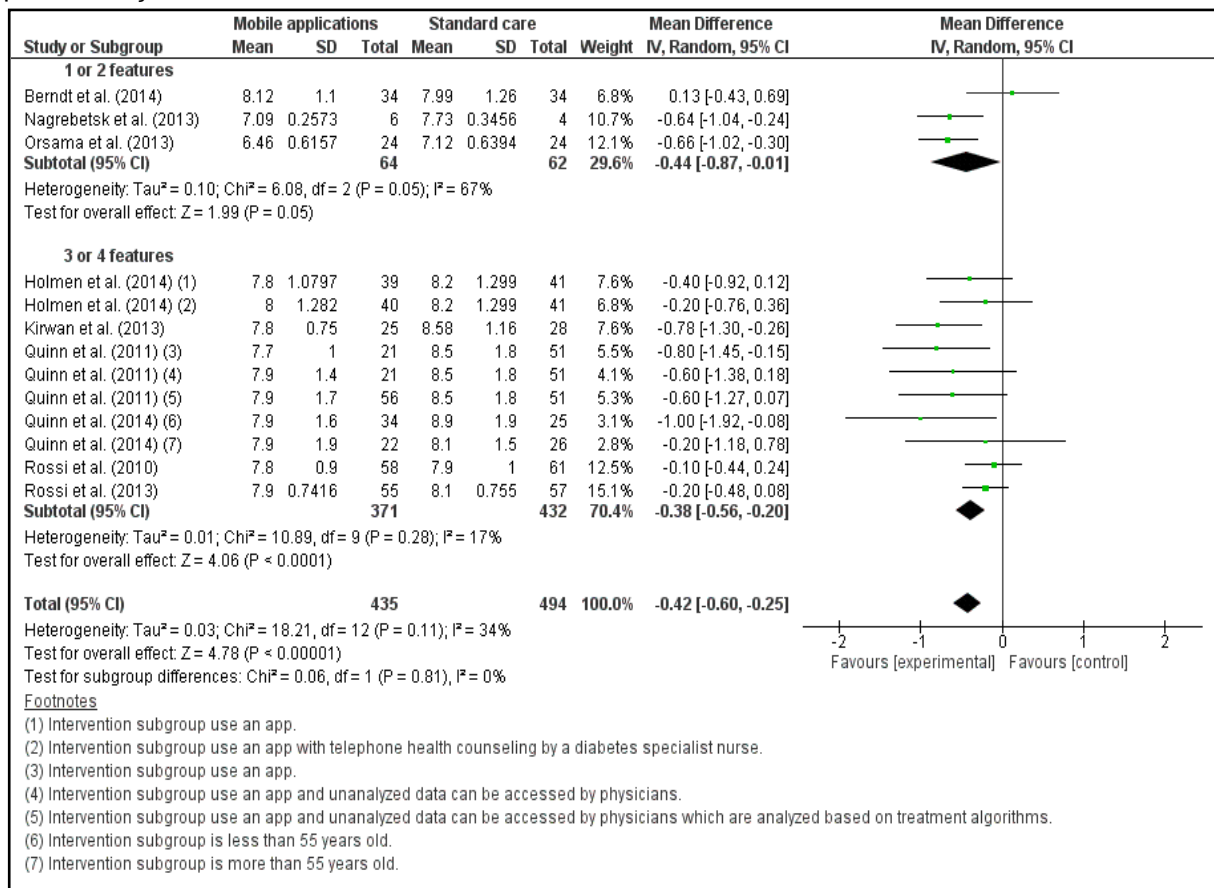 Mobile applications Standard care Mean Difference Mean Difference
Study or Subgroup Mean SD Total Mean SD Total Weight IV, Random, 95% CI IV, Random, 95% CI
1 or 2 features
Berndt et al. (2014) 8.12 1.1 34 7.99 1.26 34 6.8% 0.13 [-0.43, 0.69]
Nagrebetsk et al. (2013) 7.09 0.2573 6 7.73 0.3456 4 10.7% -0.64 [-1.04, -0.24]
Orsama et al. (2013) 6.46 0.6157 24 7.12 0.6394 24 12.1% -0.66 [-1.02, -0.30]
Subtotal (95% CI) 64 62 29.6% -0.44 [-0.87, -0.01]
Heterogeneity: Tau² = 0.10; Chi² = 6.08, df = 2 (P = 0.05); I² = 67%
Test for overall effect: Z = 1.99 (P = 0.05)
3 or 4 features
Holmen et al. (2014) (1) 7.8 1.0797 39 8.2 1.299 41 7.6% -0.40 [-0.92, 0.12]
Holmen et al. (2014) (2) 8 1.282 40 8.2 1.299 41 6.8% -0.20 [-0.76, 0.36]
Kirwan et al. (2013) 7.8 0.75 25 8.58 1.16 28 7.6% -0.78 [-1.30, -0.26]
Quinn et al. (2011) (3) 7.7 1 21 8.5 1.8 51 5.5% -0.80 [-1.45, -0.15]
Quinn et al. (2011) (4) 7.9 1.4 21 8.5 1.8 51 4.1% -0.60 [-1.38, 0.18]
Quinn et al. (2011) (5) 7.9 1.7 56 8.5 1.8 51 5.3% -0.60 [-1.27, 0.07]
Quinn et al. (2014) (6) 7.9 1.6 34 8.9 1.9 25 3.1% -1.00 [-1.92, -0.08]
Quinn et al. (2014) (7) 7.9 1.9 22 8.1 1.5 26 2.8% -0.20 [-1.18, 0.78]
Rossi et al. (2010) 7.8 0.9 58 7.9 1 61 12.5% -0.10 [-0.44, 0.24]
Rossi et al. (2013) 7.9 0.7416 55 8.1 0.755 57 15.1% -0.20 [-0.48, 0.08]
Subtotal (95% CI) 371 432 70.4% -0.38 [-0.56, -0.20]
Heterogeneity: Tau² = 0.01; Chi² = 10.89, df = 9 (P = 0.28); I² = 17%
Test for overall effect: Z = 4.06 (P < 0.0001)
Total (95% CI) 435 494 100.0% -0.42 [-0.60, -0.25]
Heterogeneity: Tau² = 0.03; Chi² = 18.21, df = 12 (P = 0.11); I² = 34%
Test for overall effect: Z = 4.78 (P < 0.00001)
Test for subgroup differences: Chi² = 0.06, df = 1 (P = 0.81), I² = 0%
-2 -1 0 1 2
Favours [experimental] Favours [control]
Footnotes
(1) Intervention subgroup use an app.
(2) Intervention subgroup use an app with telephone health counseling by a diabetes specialist nurse.
(3) Intervention subgroup use an app.
(4) Intervention subgroup use an app and unanalyzed data can be accessed by physicians.
(5) Intervention subgroup use an app and unanalyzed data can be accessed by physicians which are analyzed based on treatment algorithms.
(6) Intervention subgroup is less than 55 years old.
(7) Intervention subgroup is more than 55 years old.